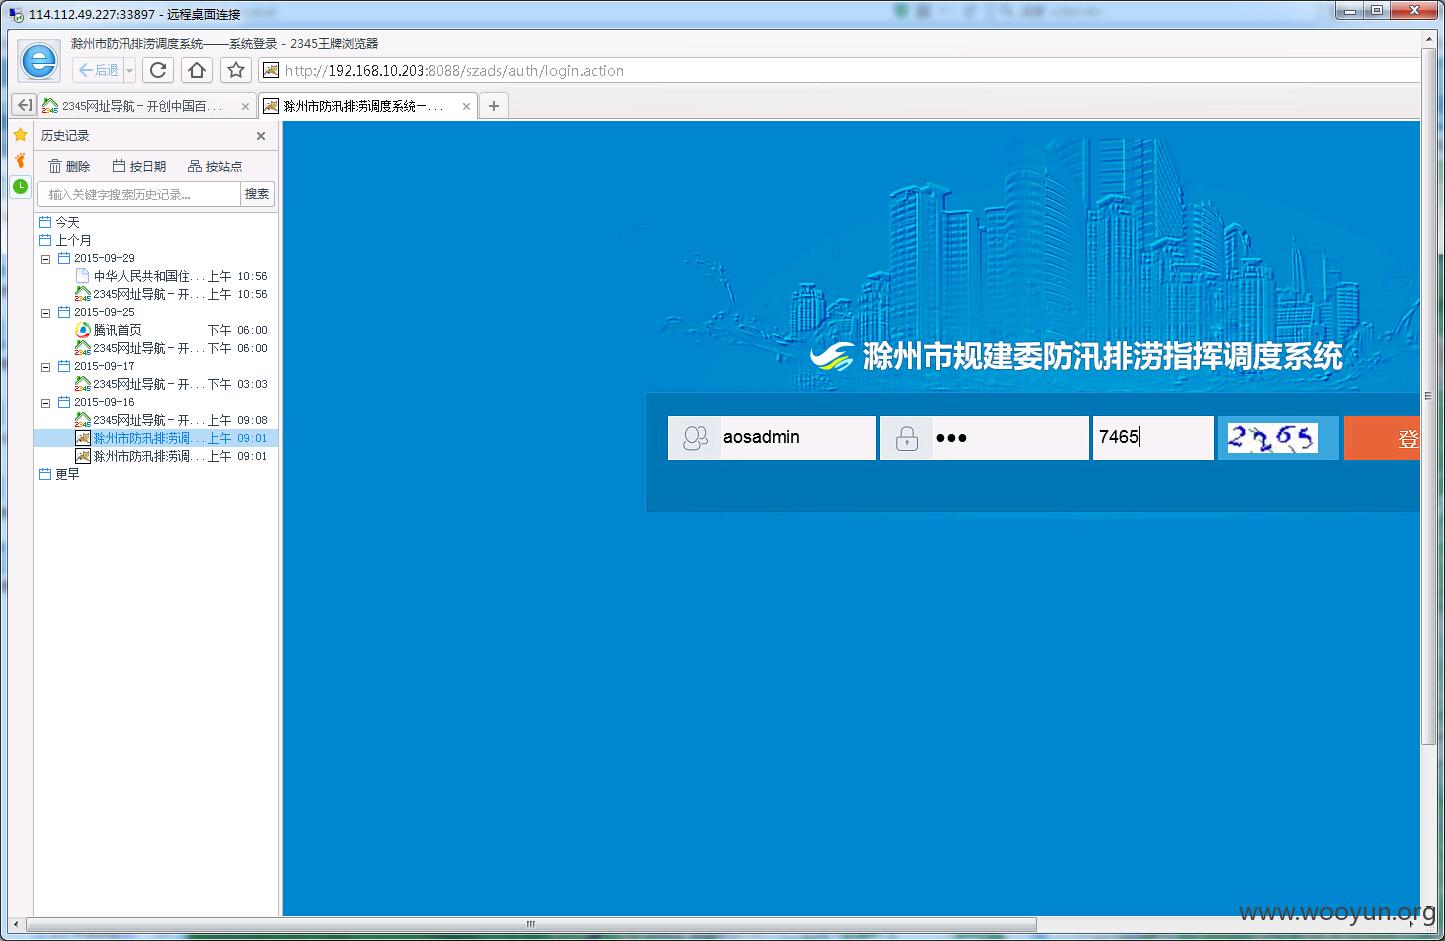 114.112.49.227:33897 - 远程桌面连接
滁州市防汛排涝调度系统——系统登录 - 2345王牌浏览器
后退
http://192.168.10.203:8088/szads/auth/login.action
2345网址导航－开创中国百...
滁州市防汛排涝调度系统—...
历史记录
删除 按日期 按站点
输入关键字搜索历史记录... 搜索
今天
上个月
2015-09-29
中华人民共和国住... 上午 10:56
2345网址导航－开... 上午 10:56
2015-09-25
腾讯首页 下午 06:00
2345网址导航－开... 下午 06:00
2015-09-17
2345网址导航－开... 下午 03:03
2015-09-16
2345网址导航－开... 上午 09:08
滁州市防汛排涝调... 上午 09:01
滁州市防汛排涝调... 上午 09:01
更早
滁州市规建委防汛排涝指挥调度系统
aosadmin ●●● 7465 登
www.wooyun.org